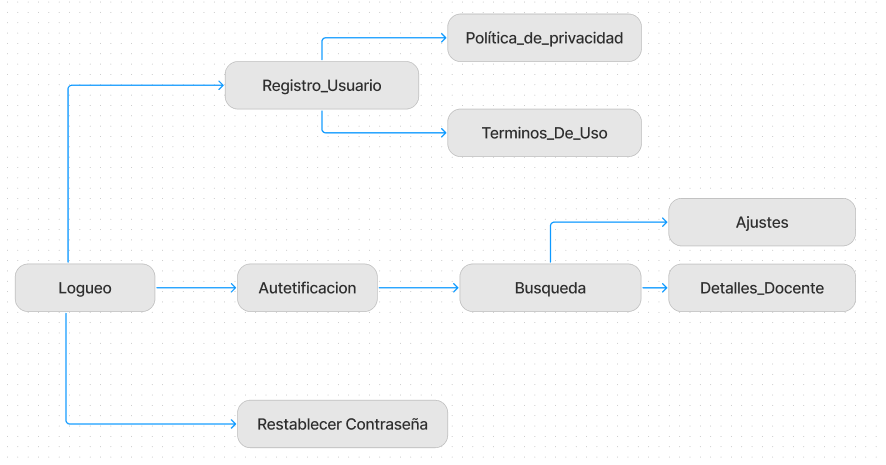 Política_de_privacidad
Registro_Usuario
Terminos_De_Uso
Ajustes
Logueo
Autetificacion
Busqueda
Detalles_Docente
Restablecer Contraseña